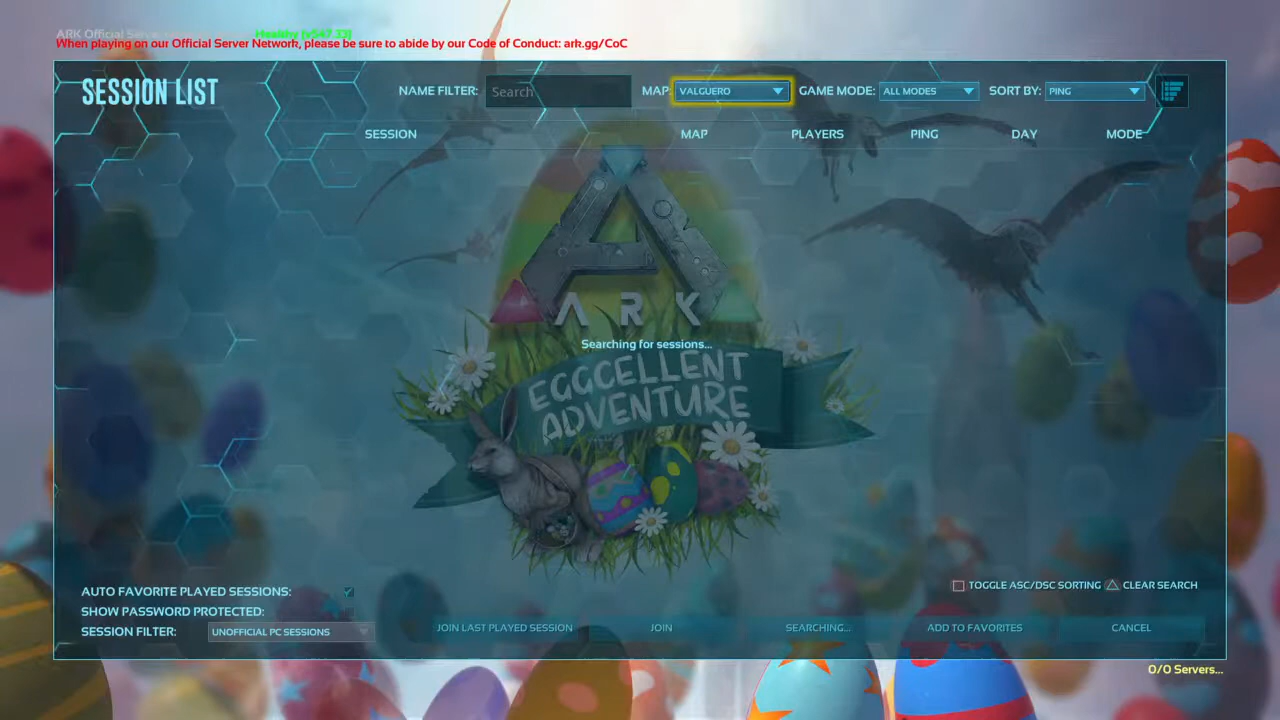 ARK Official Server Healthy (v547.33)
When playing on our Official Server Network, please be sure to abide by our Code of Conduct: ark.gg/CoC
SESSION LIST
NAME FILTER: Search MAP: VALGUERO GAME MODE: ALL MODES SORT BY: PING
SESSION MAP PLAYERS PING DAY MODE
ARK
Searching for sessions...
EGGCELLENT
ADVENTURE
AUTO FAVORITE PLAYED SESSIONS:
TOGGLE ASC/DSC SORTING CLEAR SEARCH
SHOW PASSWORD PROTECTED:
SESSION FILTER: UNOFFICIAL PC SESSIONS
JOIN LAST PLAYED SESSION JOIN SEARCHING... ADD TO FAVORITES CANCEL
0/0 Servers...